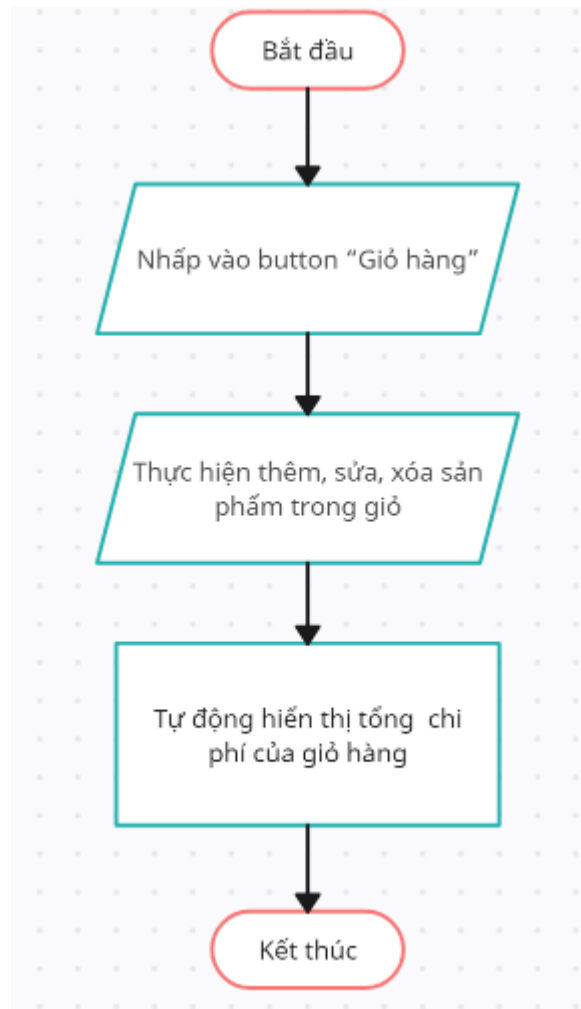 Bắt đầu
Nhấp vào button “Giỏ hàng”
Thực hiện thêm, sửa, xóa sản
phẩm trong giỏ
Tự động hiển thị tổng chi
phí của giỏ hàng
Kết thúc